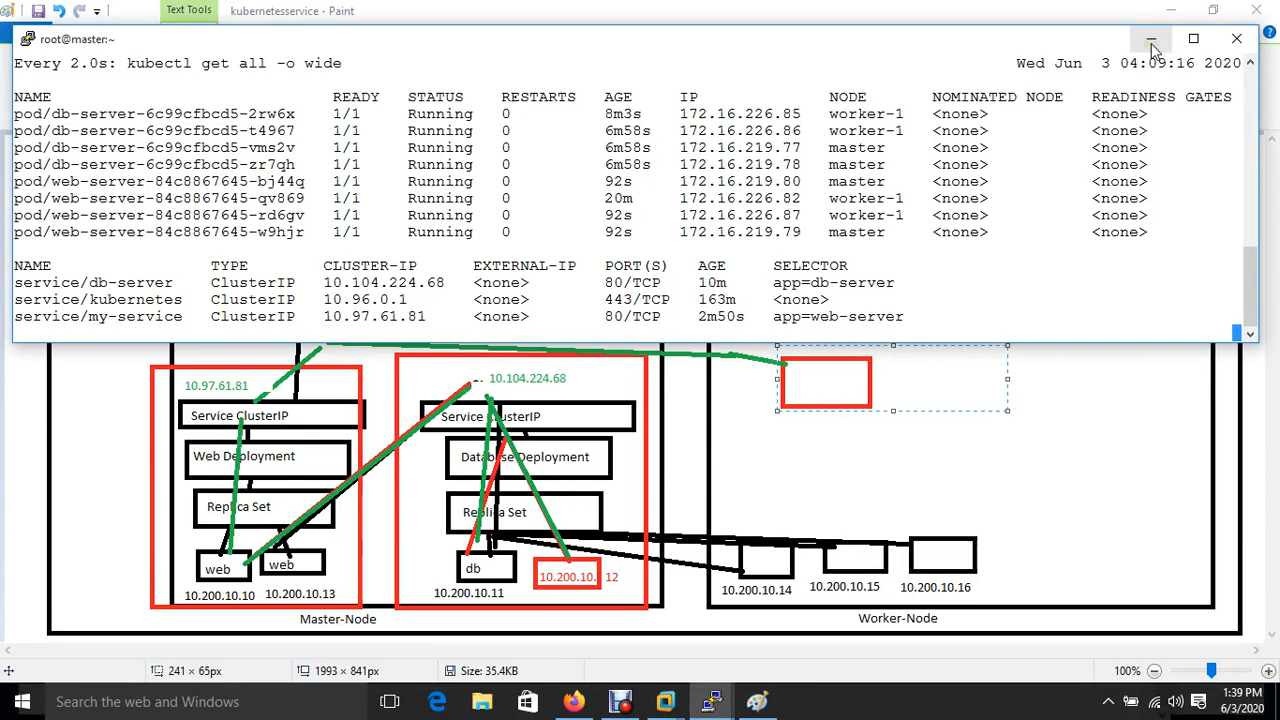 Text Tools
kubernetesservice - Paint
root@master:~
Every 2.0s: kubectl get all -o wide Wed Jun 3 04:09:16 2020
NAME READY STATUS RESTARTS AGE IP NODE NOMINATED NODE READINESS GATES
pod/db-server-6c99cfbcd5-2rw6x 1/1 Running 0 8m3s 172.16.226.85 worker-1 <none> <none>
pod/db-server-6c99cfbcd5-t4967 1/1 Running 0 6m58s 172.16.226.86 worker-1 <none> <none>
pod/db-server-6c99cfbcd5-vms2v 1/1 Running 0 6m58s 172.16.219.77 master <none> <none>
pod/db-server-6c99cfbcd5-zr7qh 1/1 Running 0 6m58s 172.16.219.78 master <none> <none>
pod/web-server-84c8867645-bj44q 1/1 Running 0 92s 172.16.219.80 master <none> <none>
pod/web-server-84c8867645-qv869 1/1 Running 0 20m 172.16.226.82 worker-1 <none> <none>
pod/web-server-84c8867645-rd6gv 1/1 Running 0 92s 172.16.226.87 worker-1 <none> <none>
pod/web-server-84c8867645-w9hjr 1/1 Running 0 92s 172.16.219.79 master <none> <none>
NAME TYPE CLUSTER-IP EXTERNAL-IP PORT(S) AGE SELECTOR
service/db-server ClusterIP 10.104.224.68 <none> 80/TCP 10m app=db-server
service/kubernetes ClusterIP 10.96.0.1 <none> 443/TCP 163m <none>
service/my-service ClusterIP 10.97.61.81 <none> 80/TCP 2m50s app=web-server
10.97.61.81 10.104.224.68
Service ClusterIP Service ClusterIP
Web Deployment Database Deployment
Replica Set Replica Set
web web db 10.200.10. 12
10.200.10.10 10.200.10.13 10.200.10.11 10.200.10.14 10.200.10.15 10.200.10.16
Master-Node Worker-Node
241 × 65px 1993 × 841px Size: 35.4KB 100%
Search the web and Windows 1:39 PM
6/3/2020